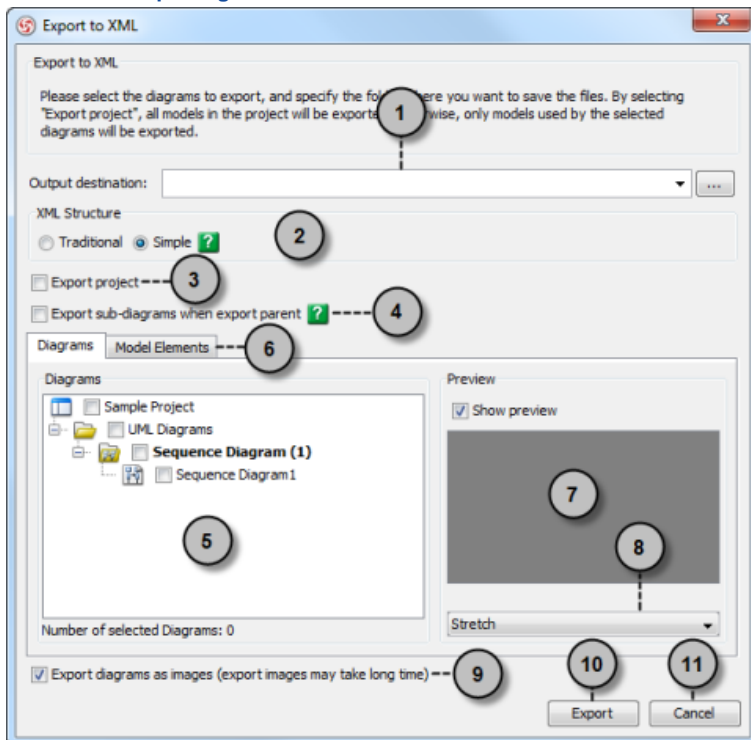 Export to XML
Export to XML
Please select the diagrams to export, and specify the fo here you want to save the files. By selecting
"Export project", all models in the project will be expor wise, only models used by the selected
diagrams will be exported.
1
Output destination:
...
XML Structure
Traditional Simple ?
2
Export project
3
Export sub-diagrams when export parent ?
4
Diagrams Model Elements
6
Diagrams
Sample Project
UML Diagrams
Sequence Diagram (1)
Sequence Diagram1
5
Number of selected Diagrams: 0
Preview
Show preview
7
8
Stretch
Export diagrams as images (export images may take long time)
9
10
11
Export Cancel